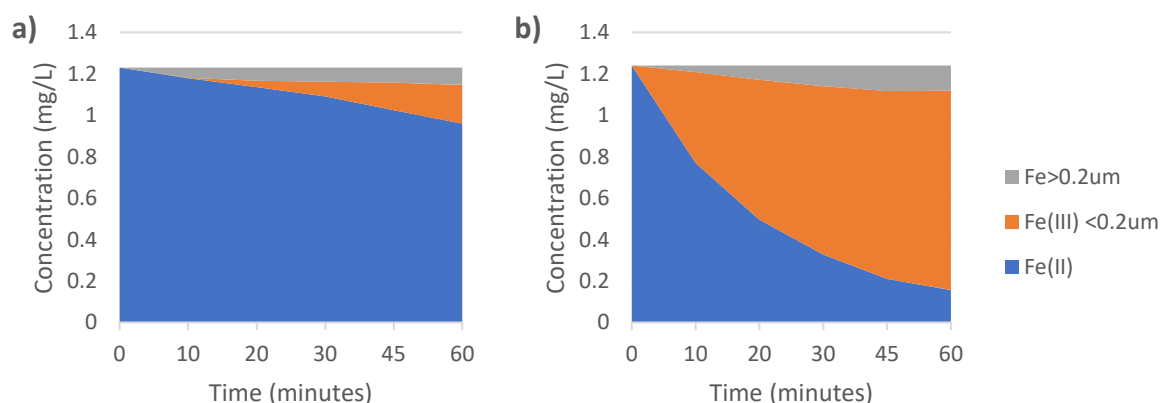 a)
Concentration (mg/L)
1.4
1.2
1
0.8
0.6
0.4
0.2
0
0 10 20 30 45 60
Time (minutes)
b)
Concentration (mg/L)
1.4
1.2
1
0.8
0.6
0.4
0.2
0
0 10 20 30 45 60
Time (minutes)
Fe>0.2um
Fe(III) <0.2um
Fe(II)